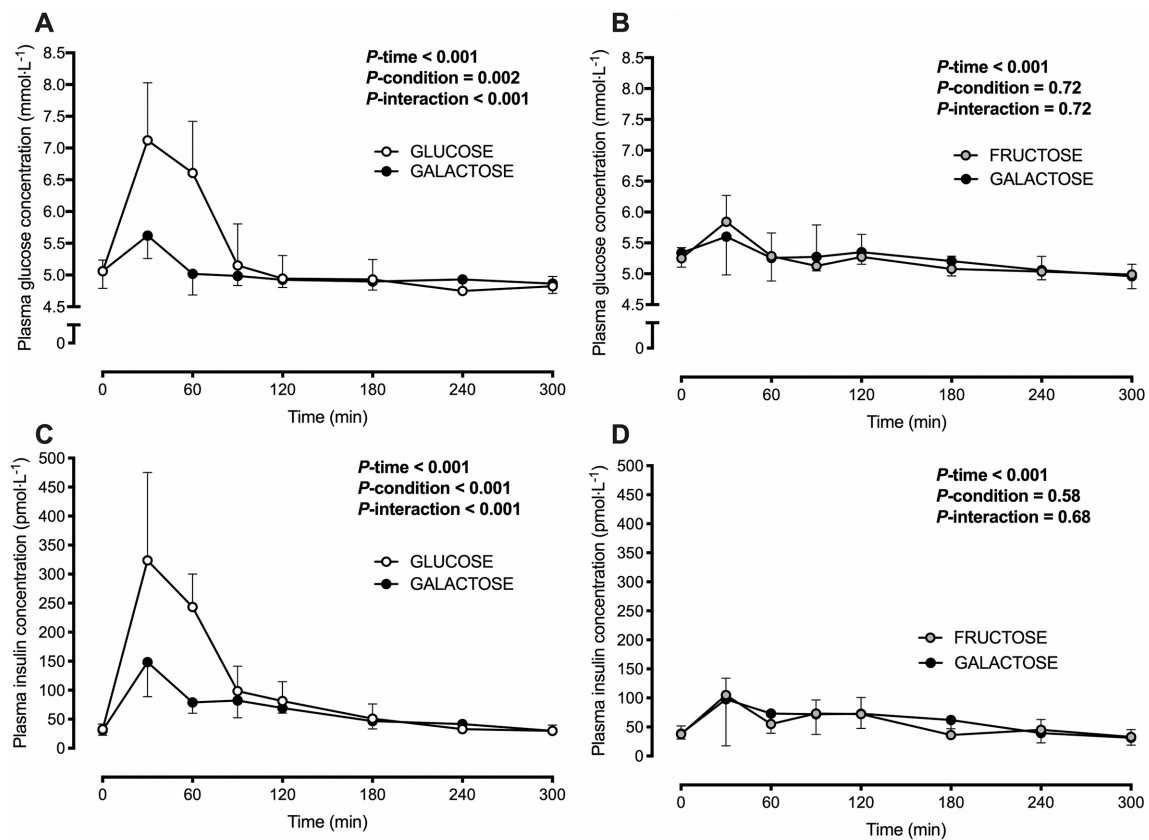 A
Plasma glucose concentration (mmol·L⁻¹)
8.5
8.0
7.5
7.0
6.5
6.0
5.5
5.0
4.5
0
P-time < 0.001
P-condition = 0.002
P-interaction < 0.001
GLUCOSE
GALACTOSE
0 60 120 180 240 300
Time (min)
B
Plasma glucose concentration (mmol·L⁻¹)
8.5
8.0
7.5
7.0
6.5
6.0
5.5
5.0
4.5
0
P-time < 0.001
P-condition = 0.72
P-interaction = 0.72
FRUCTOSE
GALACTOSE
0 60 120 180 240 300
Time (min)
C
Plasma insulin concentration (pmol·L⁻¹)
500
450
400
350
300
250
200
150
100
50
0
P-time < 0.001
P-condition < 0.001
P-interaction < 0.001
GLUCOSE
GALACTOSE
0 60 120 180 240 300
Time (min)
D
Plasma insulin concentration (pmol·L⁻¹)
500
450
400
350
300
250
200
150
100
50
0
P-time < 0.001
P-condition = 0.58
P-interaction = 0.68
FRUCTOSE
GALACTOSE
0 60 120 180 240 300
Time (min)